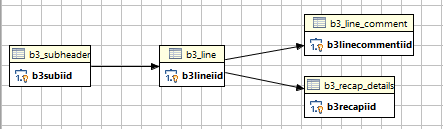 b3_subheader
b3subiid
b3_line
b3lineiid
b3_line_comment
b3linecommentiid
b3_recap_details
b3recapiid